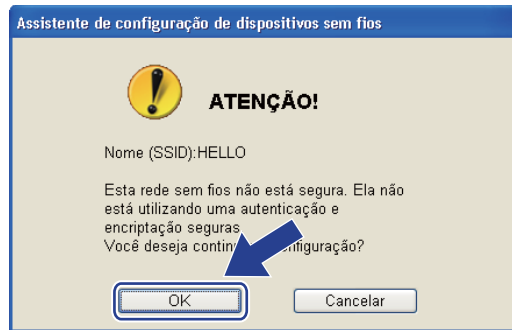 Assistente de configuração de dispositivos sem fios
ATENÇÃO!
Nome (SSID):HELLO
Esta rede sem fios não está segura. Ela não
está utilizando uma autenticação e
encriptação seguras
Você deseja configuração?
OK
Cancelar